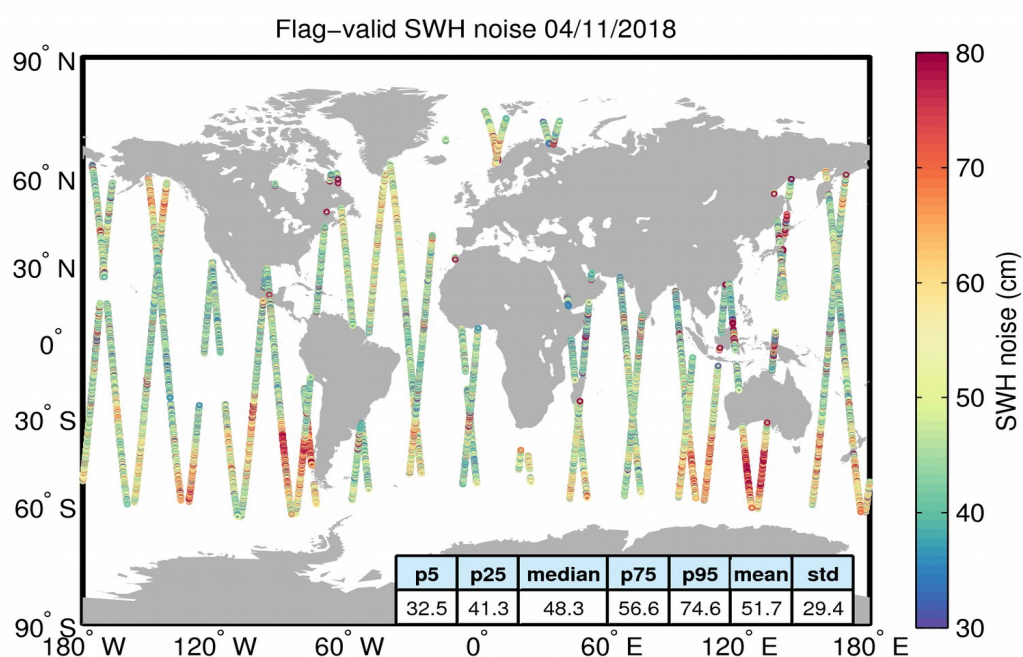 Flag−valid SWH noise 04/11/2018
90° N
60° N
30° N
0°
30° S
60° S
90° S
180° W 120° W 60° W 0° 60° E 120° E 180° E
p5 p25 median p75 p95 mean std
32.5 41.3 48.3 56.6 74.6 51.7 29.4
80
70
60
50
40
30
SWH noise (cm)